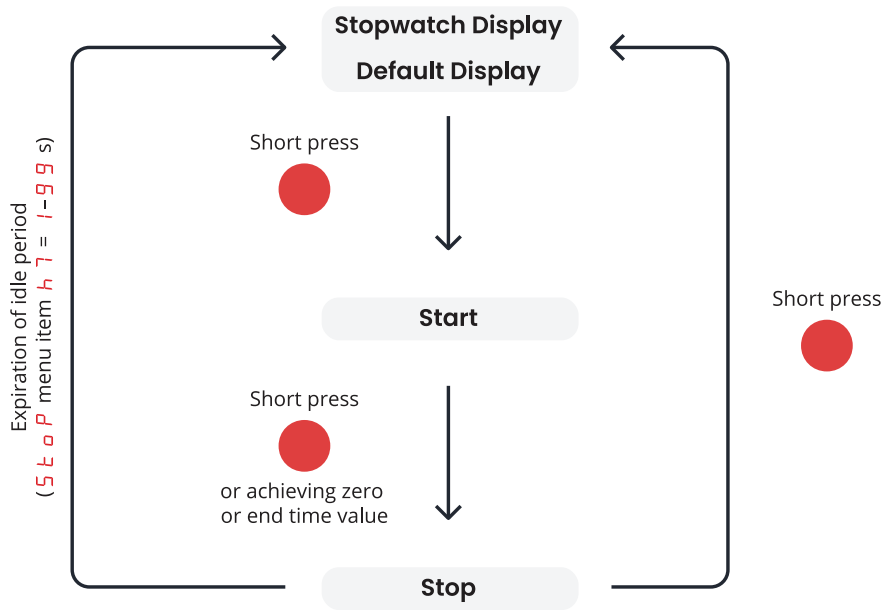 Stopwatch Display
Default Display
Short press
Start
Short press
Short press
or achieving zero
or end time value
Stop
Expiration of idle period
(StoP menu item h7 = 1-99 s)